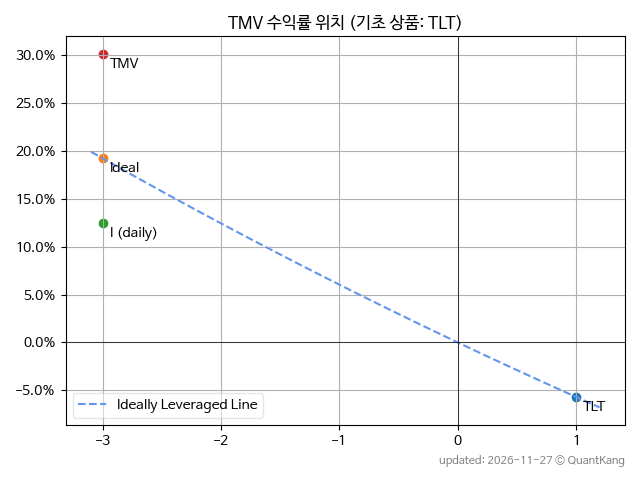 TMV 수익률 위치 (기초 상품: TLT)
30.0%
25.0%
20.0%
15.0%
10.0%
5.0%
0.0%
−5.0%
TMV
Ideal
I (daily)
TLT
Ideally Leveraged Line
−3 −2 −1 0 1
updated: 2026-11-27 © QuantKang